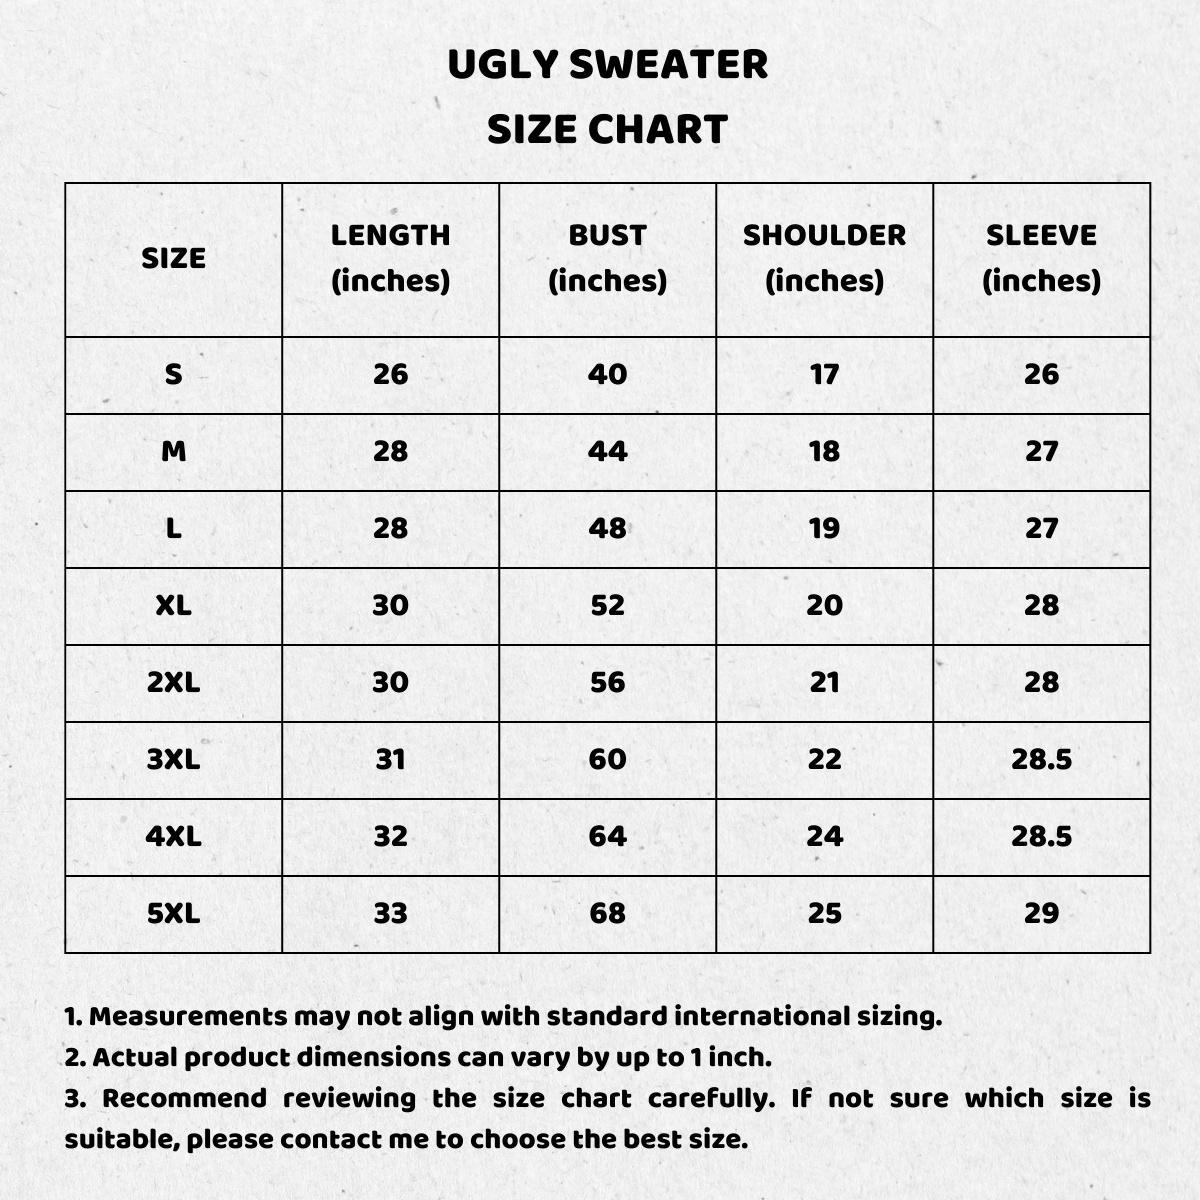 UGLY SWEATER
SIZE CHART
SIZE LENGTH (inches) BUST (inches) SHOULDER (inches) SLEEVE (inches)
S 26 40 17 26
M 28 44 18 27
L 28 48 19 27
XL 30 52 20 28
2XL 30 56 21 28
3XL 31 60 22 28.5
4XL 32 64 24 28.5
5XL 33 68 25 29
1. Measurements may not align with standard international sizing.
2. Actual product dimensions can vary by up to 1 inch.
3. Recommend reviewing the size chart carefully. If not sure which size is
suitable, please contact me to choose the best size.